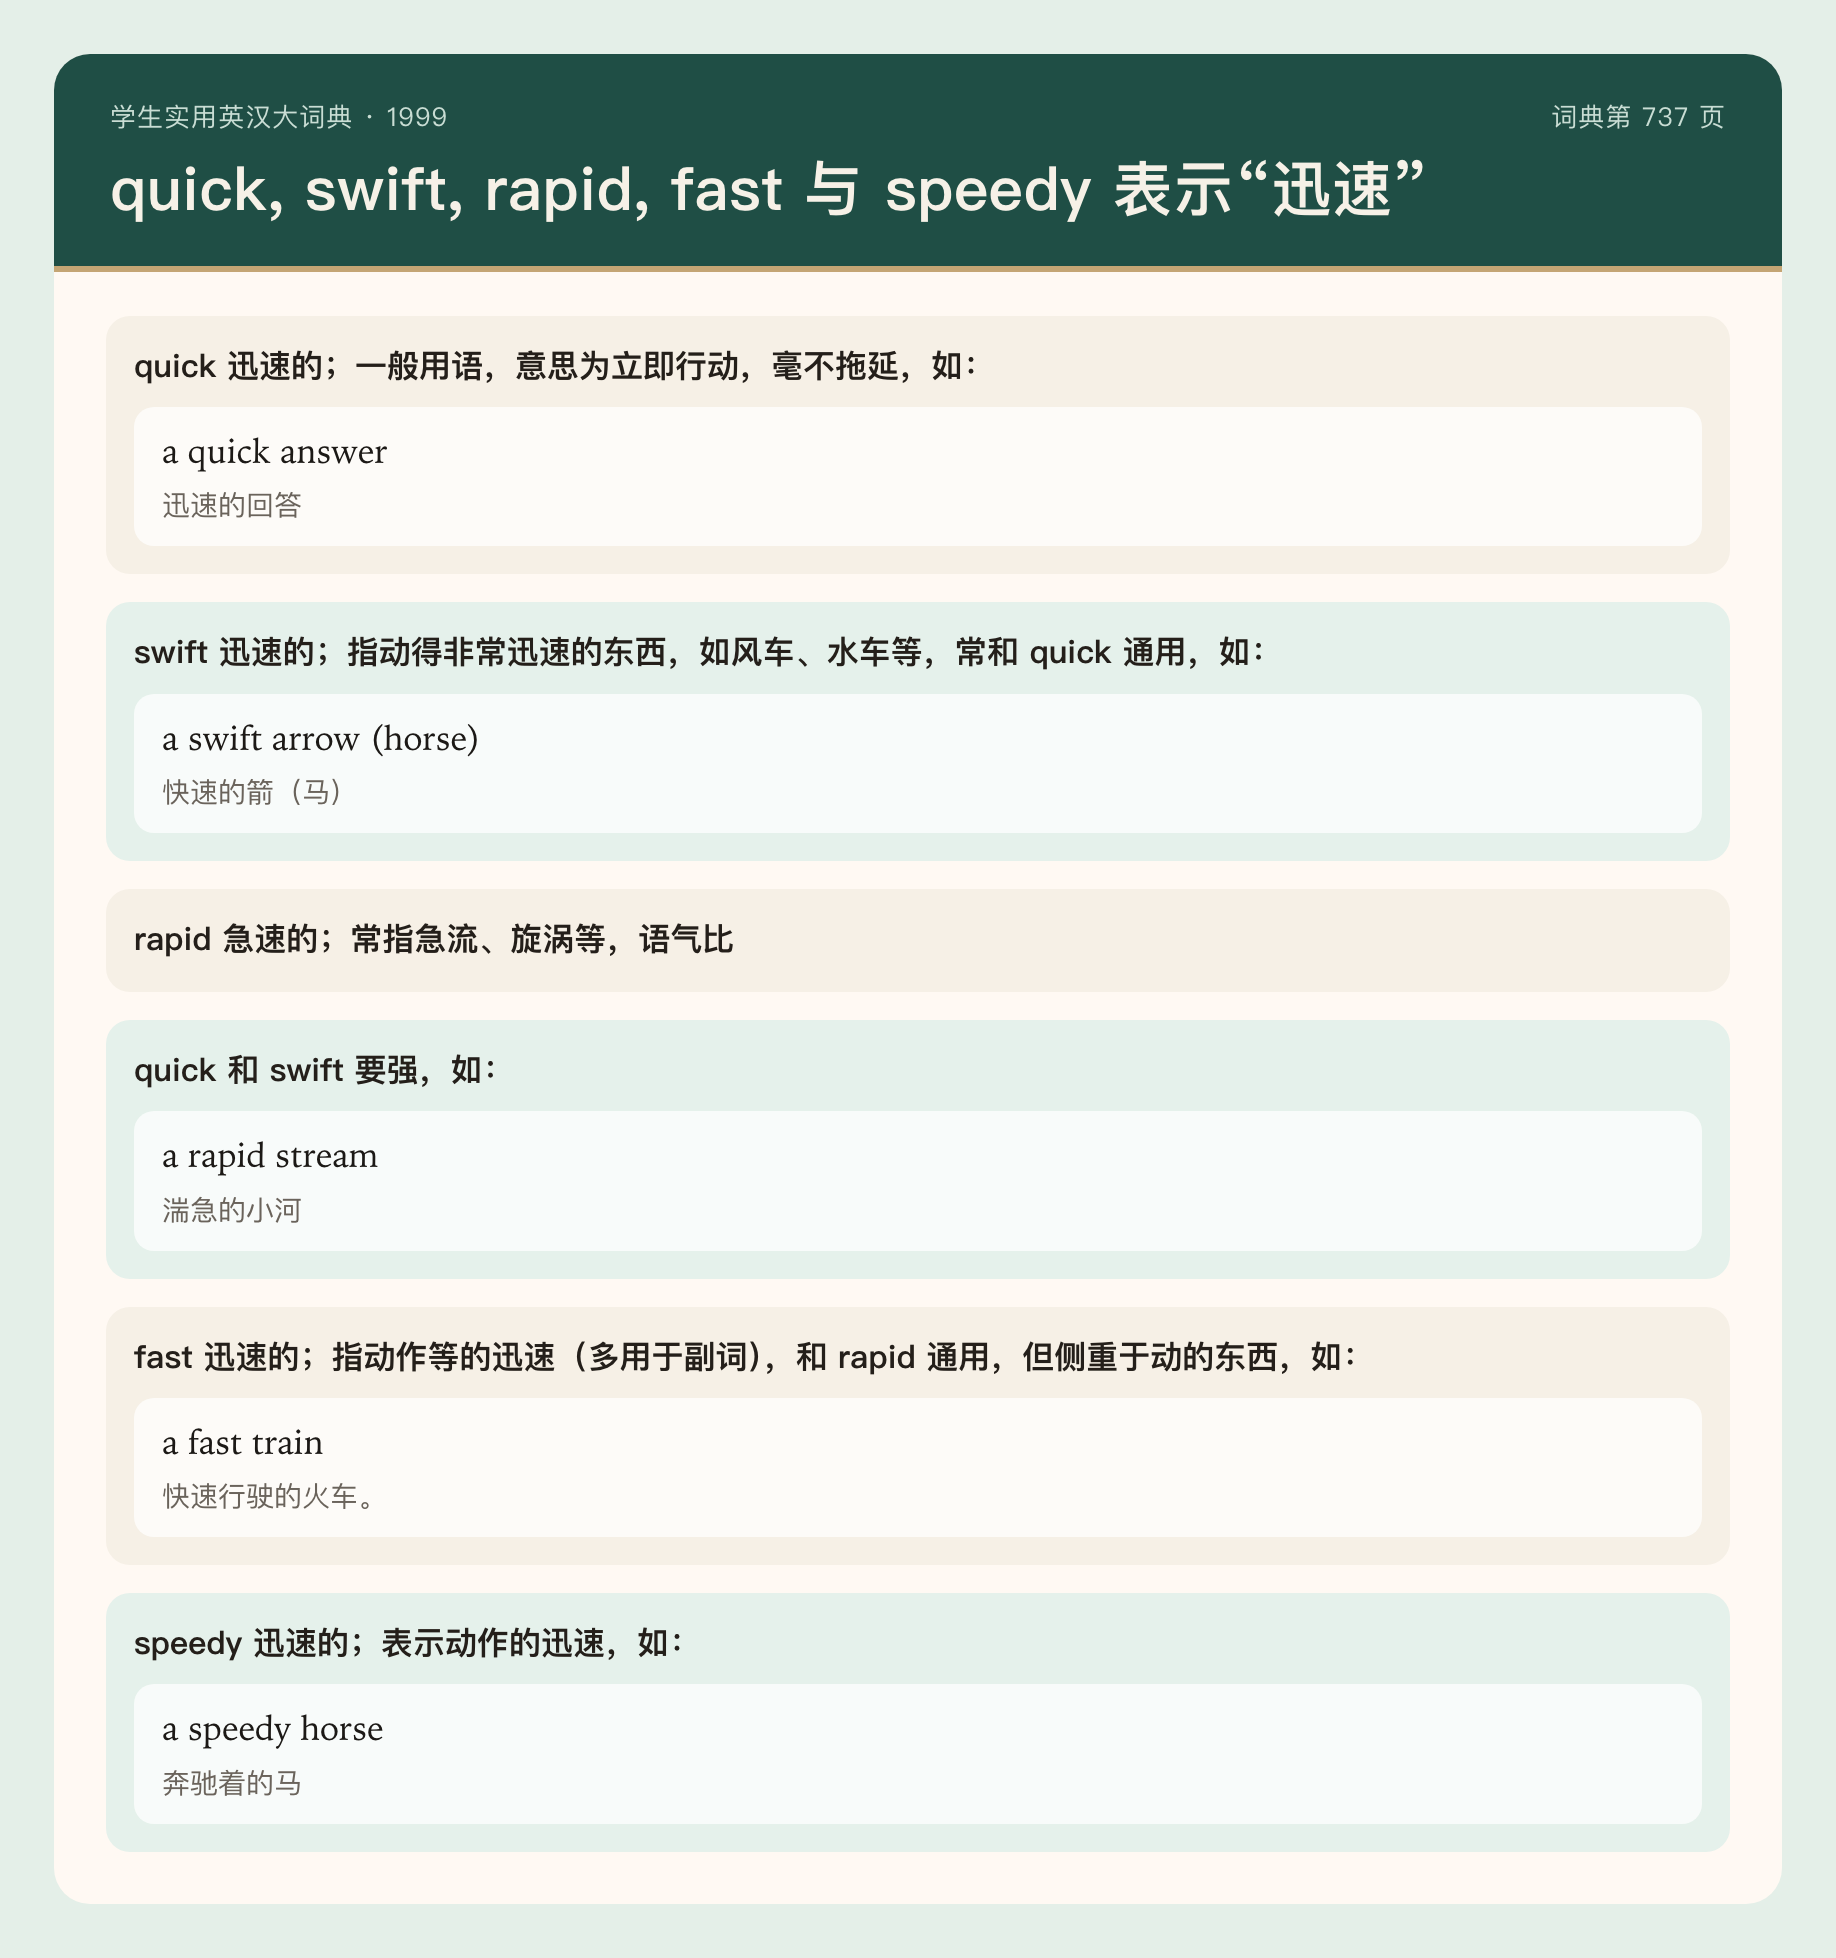 学生实用英汉大词典 · 1999
词典第 737 页
quick, swift, rapid, fast 与 speedy 表示“迅速”
quick 迅速的；一般用语，意思为立即行动，毫不拖延，如：
a quick answer
迅速的回答
swift 迅速的；指动得非常迅速的东西，如风车、水车等，常和 quick 通用，如：
a swift arrow (horse)
快速的箭（马）
rapid 急速的；常指急流、旋涡等，语气比
quick 和 swift 要强，如：
a rapid stream
湍急的小河
fast 迅速的；指动作等的迅速（多用于副词），和 rapid 通用，但侧重于动的东西，如：
a fast train
快速行驶的火车。
speedy 迅速的；表示动作的迅速，如：
a speedy horse
奔驰着的马